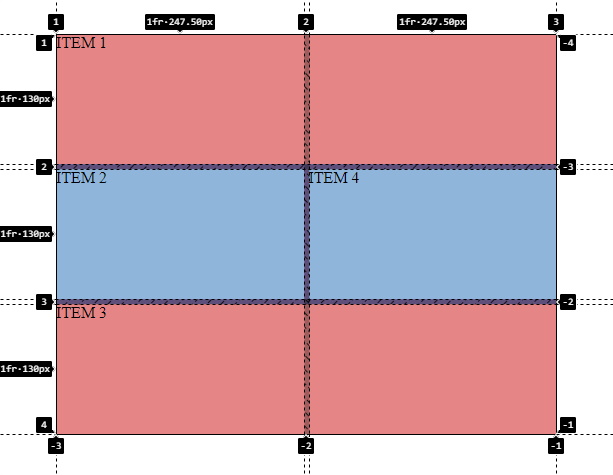 1 1fr·247.50px 2 1fr·247.50px 3
1 ITEM 1 -4
1fr·130px
2 -3
ITEM 2 ITEM 4
1fr·130px
3 -2
ITEM 3
1fr·130px
4 -1
-3 -2 -1